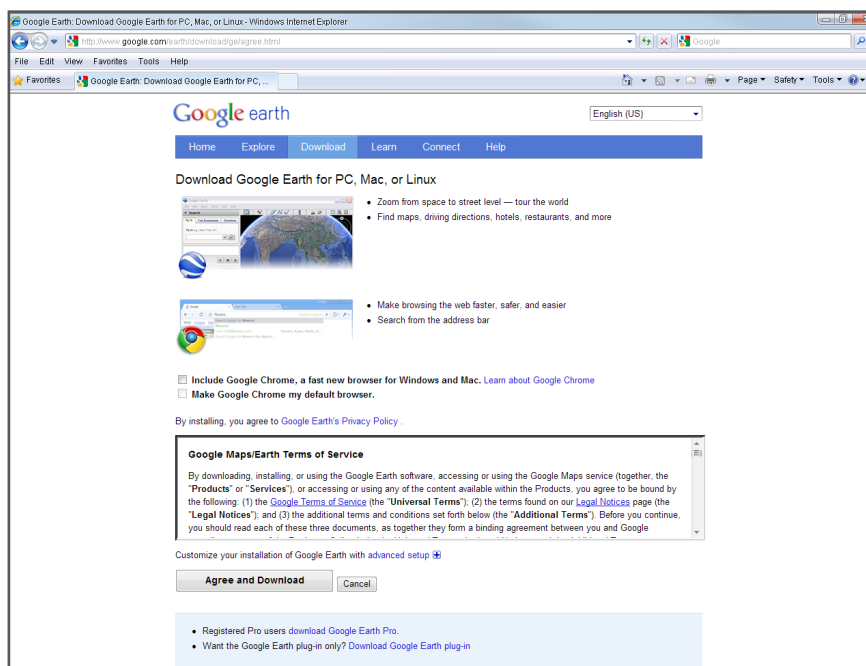 Google Earth: Download Google Earth for PC, Mac, or Linux - Windows Internet Explorer
http://www.google.com/earth/download/ge/agree.html
Google
File Edit View Favorites Tools Help
Favorites
Google Earth: Download Google Earth for PC, ...
Page Safety Tools
Google earth
English (US)
Home Explore Download Learn Connect Help
Download Google Earth for PC, Mac, or Linux
Zoom from space to street level — tour the world
Find maps, driving directions, hotels, restaurants, and more
Make browsing the web faster, safer, and easier
Search from the address bar
Include Google Chrome, a fast new browser for Windows and Mac. Learn about Google Chrome
Make Google Chrome my default browser.
By installing, you agree to Google Earth's Privacy Policy .
Google Maps/Earth Terms of Service
By downloading, installing, or using the Google Earth software, accessing or using the Google Maps service (together, the
"Products" or "Services"), or accessing or using any of the content available within the Products, you agree to be bound by
the following: (1) the Google Terms of Service (the "Universal Terms"); (2) the terms found on our Legal Notices page (the
"Legal Notices"); and (3) the additional terms and conditions set forth below (the "Additional Terms"). Before you continue,
you should read each of these three documents, as together they form a binding agreement between you and Google
Customize your installation of Google Earth with advanced setup
Agree and Download Cancel
Registered Pro users download Google Earth Pro.
Want the Google Earth plug-in only? Download Google Earth plug-in